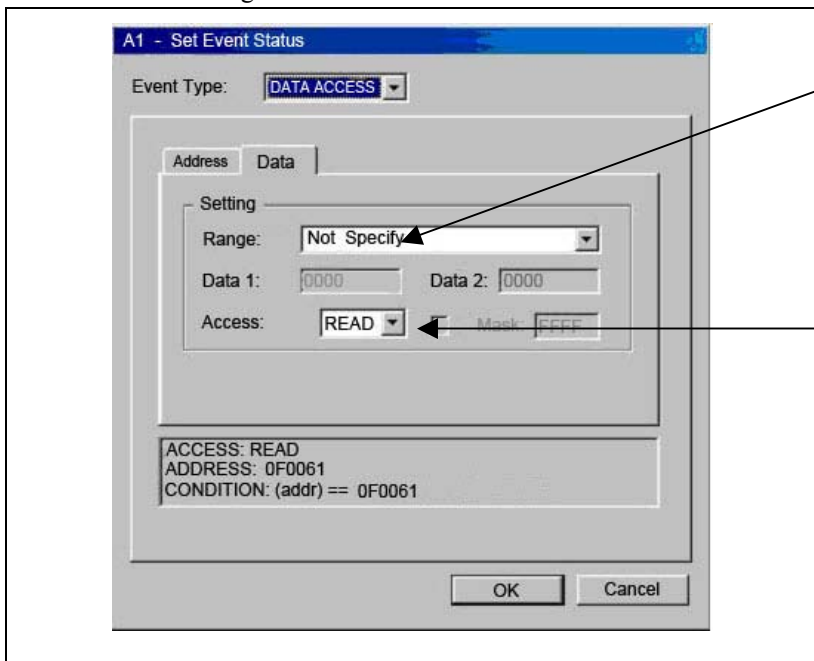 A1 - Set Event Status
Event Type: DATA ACCESS
Address Data
Setting
Range: Not Specify
Data 1: 0000 Data 2: 0000
Access: READ Mask: FFFF
ACCESS: READ
ADDRESS: 0F0061
CONDITION: (addr) == 0F0061
OK Cancel